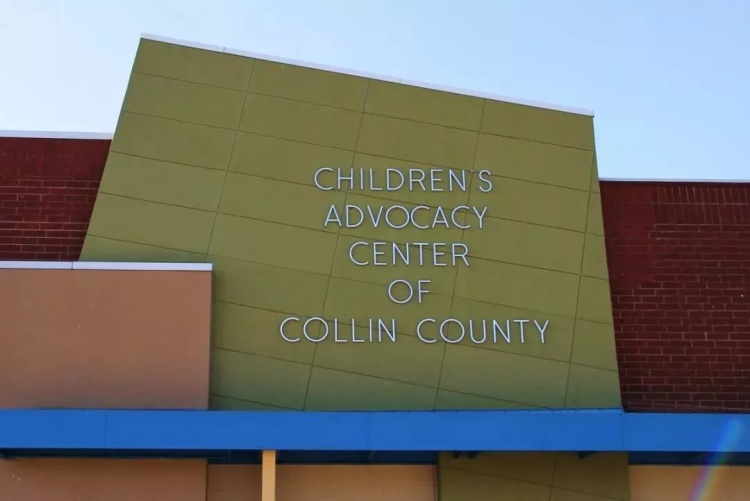 CHILDREN'S
ADVOCACY
CENTER
OF
COLLIN COUNTY